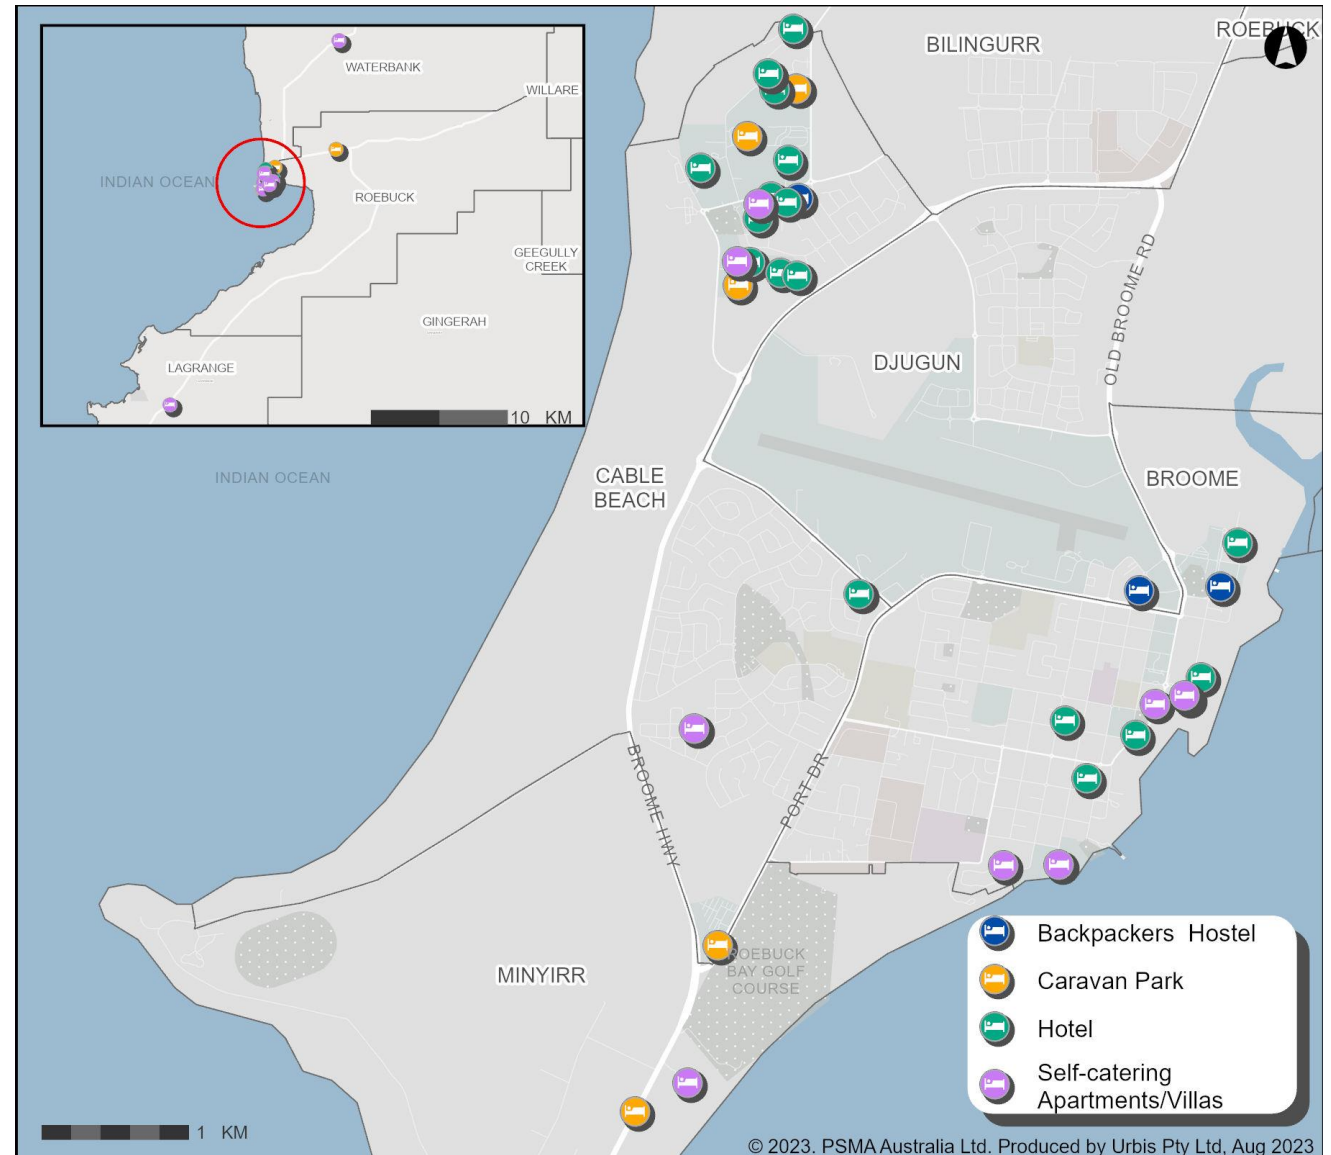 ROEBUCK
BILINGURR
WATERBANK
WILLARE
INDIAN OCEAN
ROEBUCK
GEEGULLY
CREEK
GINGERAH
LAGRANGE
10 KM
OLD BROOME RD
DJUGUN
INDIAN OCEAN
CABLE
BEACH
BROOME
BROOME HWY
PORT DR
MINYIRR
ROEBUCK
BAY GOLF
COURSE
Backpackers Hostel
Caravan Park
Hotel
Self-catering
Apartments/Villas
1 KM
© 2023. PSMA Australia Ltd. Produced by Urbis Pty Ltd, Aug 2023